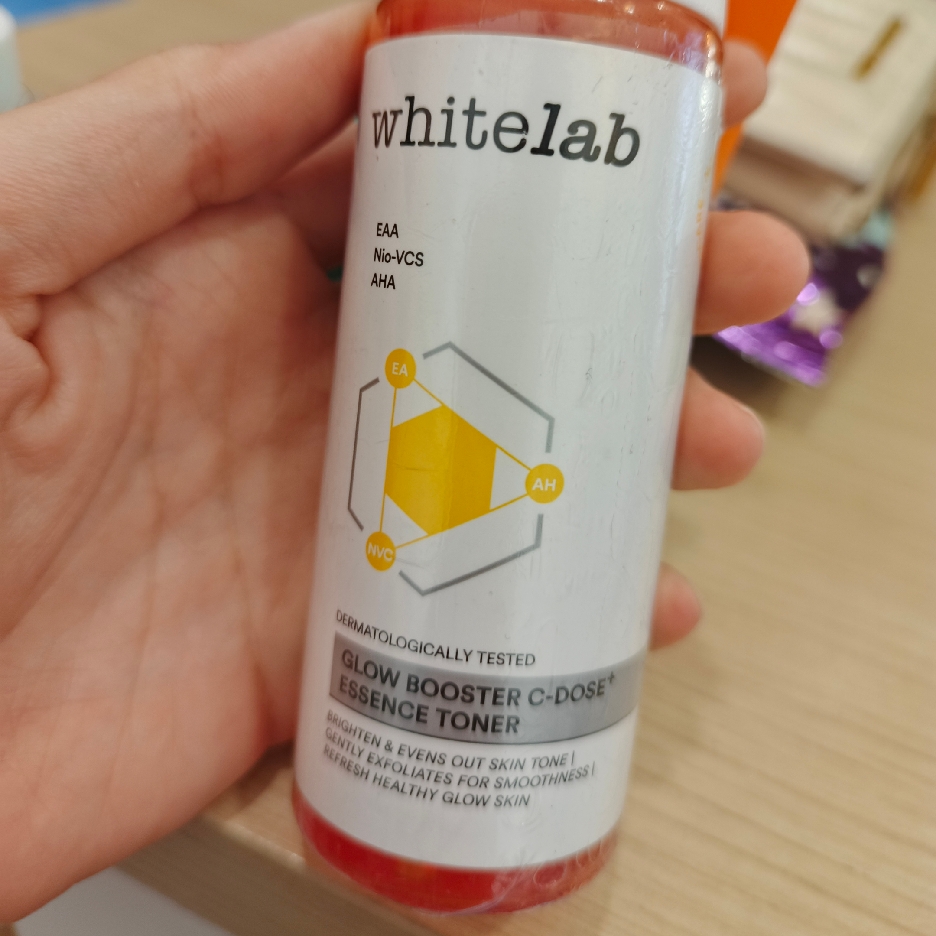 whitelab
EAA
Nio-VCS
AHA
EA
AH
NVC
DERMATOLOGICALLY TESTED
GLOW BOOSTER C-DOSE+
ESSENCE TONER
BRIGHTEN & EVENS OUT SKIN TONE |
GENTLY EXFOLIATES FOR SMOOTHNESS |
REFRESH HEALTHY GLOW SKIN